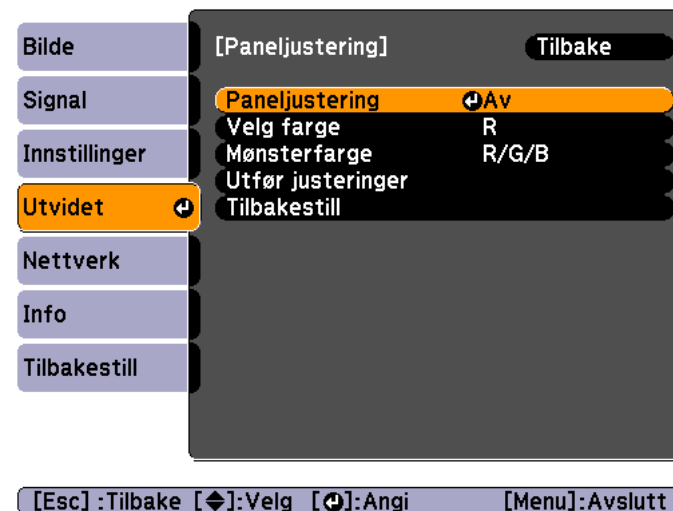 Bilde
Signal
Innstillinger
Utvidet
Nettverk
Info
Tilbakestill
[Paneljustering] Tilbake
Paneljustering Av
Velg farge R
Mønsterfarge R/G/B
Utfør justeringer
Tilbakestill
[Esc] :Tilbake [ ]:Velg [ ]:Angi [Menu]:Avslutt